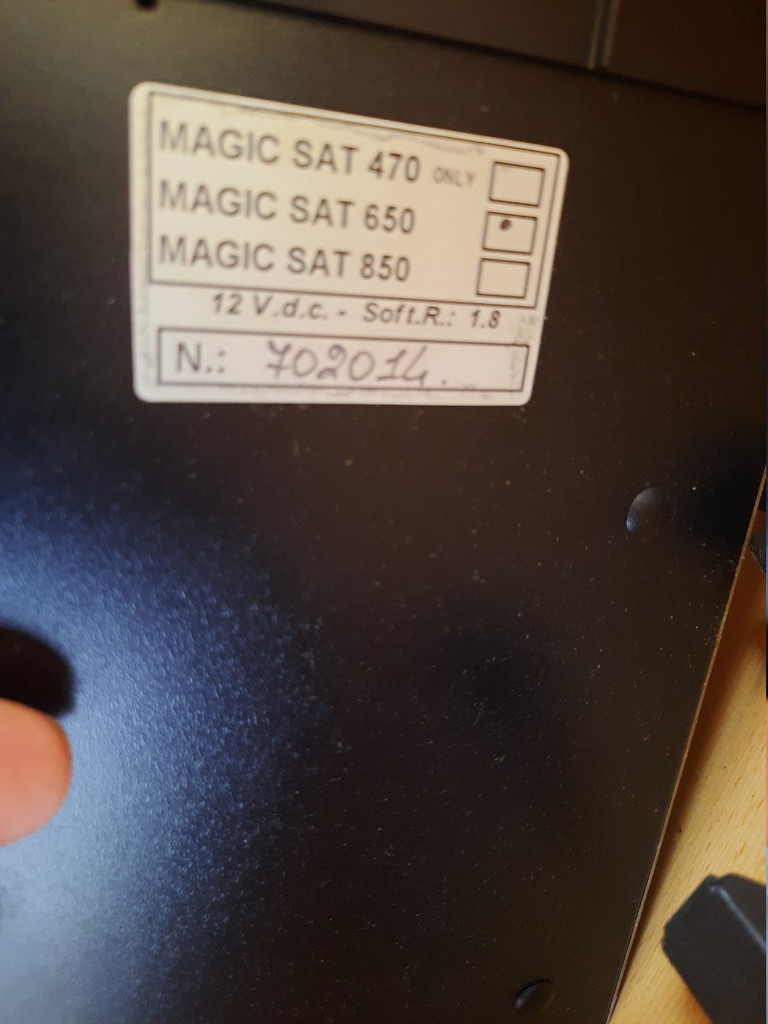 MAGIC SAT 470 ONLY
MAGIC SAT 650
MAGIC SAT 850
12 V.d.c. - Soft.R.: 1.8
N.: 702014.